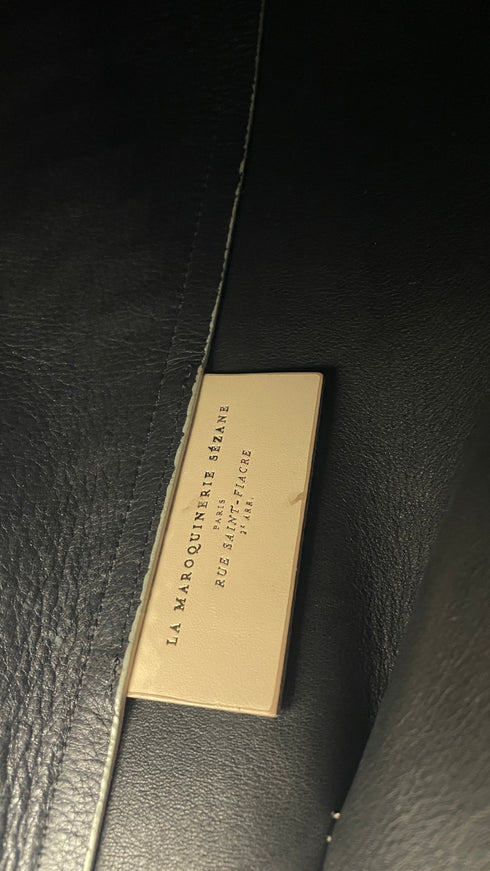 LA MAROQUINERIE SÉZANE
PARIS
RUE SAINT-FIACRE
2E ARR.